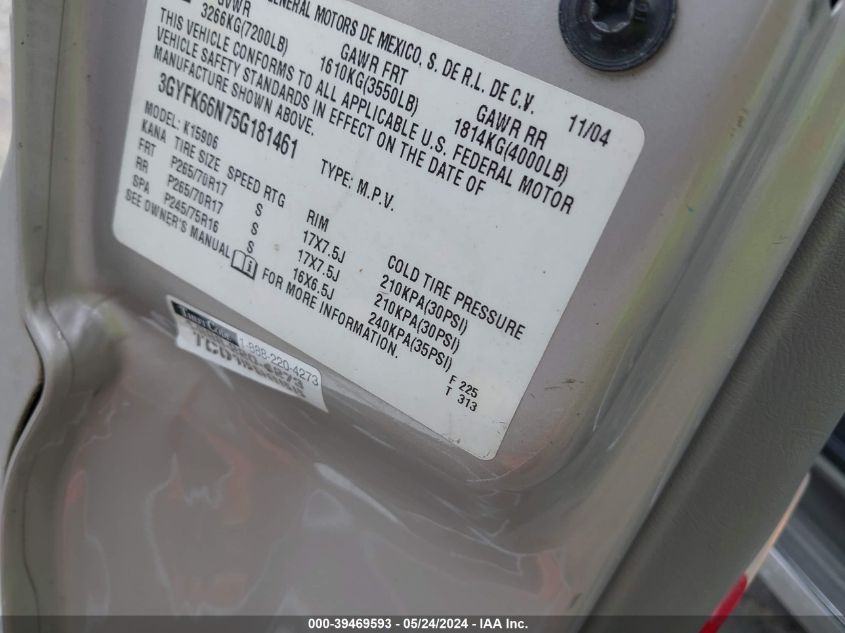 GENERAL MOTORS DE MEXICO, S. DE R.L. DE C.V.
GVWR GAWR FRT GAWR RR 11/04
3266KG(7200LB) 1610KG(3550LB) 1814KG(4000LB)
THIS VEHICLE CONFORMS TO ALL APPLICABLE U.S. FEDERAL MOTOR
VEHICLE SAFETY STANDARDS IN EFFECT ON THE DATE OF
MANUFACTURE SHOWN ABOVE.
3GYFK66N75G181461 TYPE: M.P.V.
MODEL: K15906
KANA TIRE SIZE SPEED RTG RIM COLD TIRE PRESSURE
FRT P265/70R17 S 17X7.5J 210KPA(30PSI)
RR P265/70R17 S 17X7.5J 210KPA(30PSI)
SPA P245/75R16 S 16X6.5J 240KPA(35PSI)
SEE OWNER'S MANUAL FOR MORE INFORMATION.
F 225
T 313
1-888-220-4273
000-39469593 - 05/24/2024 - IAA Inc.